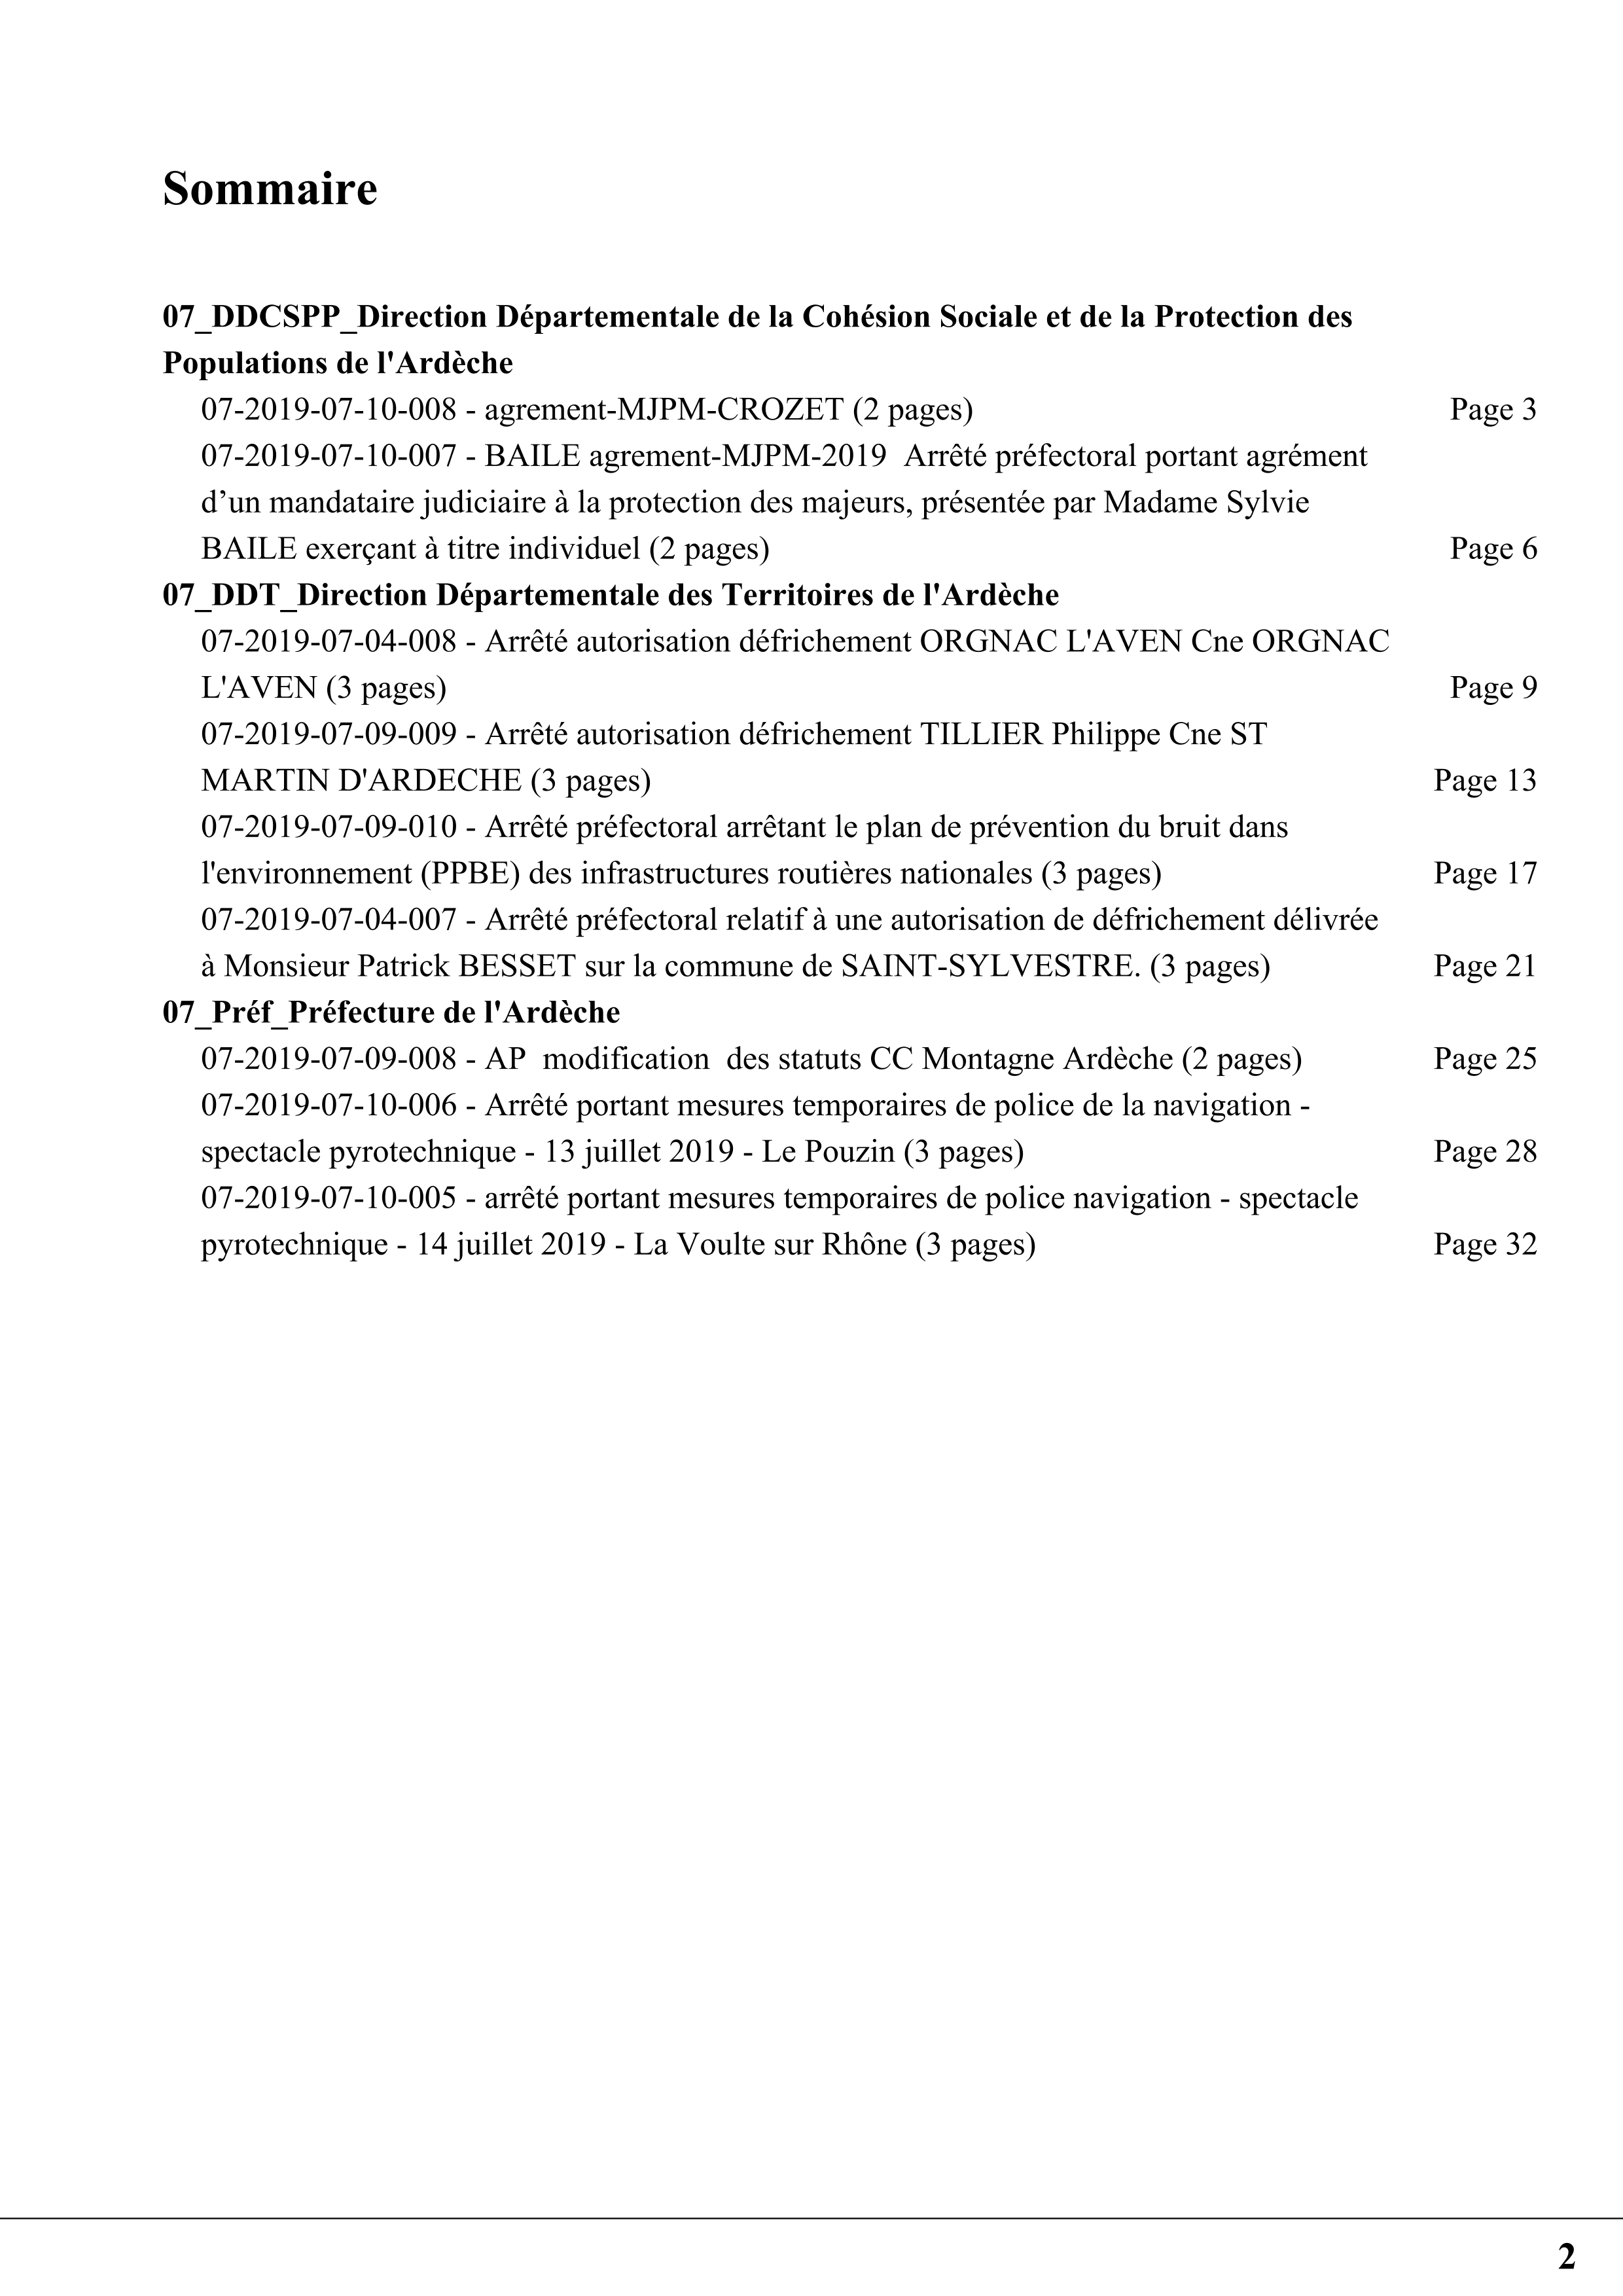 Sommaire
07_DDCSPP_Direction Départementale de la Cohésion Sociale et de la Protection des
Populations de l'Ardèche
07-2019-07-10-008 - agrement-MJPM-CROZET (2 pages) Page 3
07-2019-07-10-007 - BAILE agrement-MJPM-2019  Arrêté préfectoral portant agrément
d’un mandataire judiciaire à la protection des majeurs, présentée par Madame Sylvie
BAILE exerçant à titre individuel (2 pages) Page 6
07_DDT_Direction Départementale des Territoires de l'Ardèche
07-2019-07-04-008 - Arrêté autorisation défrichement ORGNAC L'AVEN Cne ORGNAC
L'AVEN (3 pages) Page 9
07-2019-07-09-009 - Arrêté autorisation défrichement TILLIER Philippe Cne ST
MARTIN D'ARDECHE (3 pages) Page 13
07-2019-07-09-010 - Arrêté préfectoral arrêtant le plan de prévention du bruit dans
l'environnement (PPBE) des infrastructures routières nationales (3 pages) Page 17
07-2019-07-04-007 - Arrêté préfectoral relatif à une autorisation de défrichement délivrée
à Monsieur Patrick BESSET sur la commune de SAINT-SYLVESTRE. (3 pages) Page 21
07_Préf_Préfecture de l'Ardèche
07-2019-07-09-008 - AP  modification  des statuts CC Montagne Ardèche (2 pages) Page 25
07-2019-07-10-006 - Arrêté portant mesures temporaires de police de la navigation -
spectacle pyrotechnique - 13 juillet 2019 - Le Pouzin (3 pages) Page 28
07-2019-07-10-005 - arrêté portant mesures temporaires de police navigation - spectacle
pyrotechnique - 14 juillet 2019 - La Voulte sur Rhône (3 pages) Page 32
2